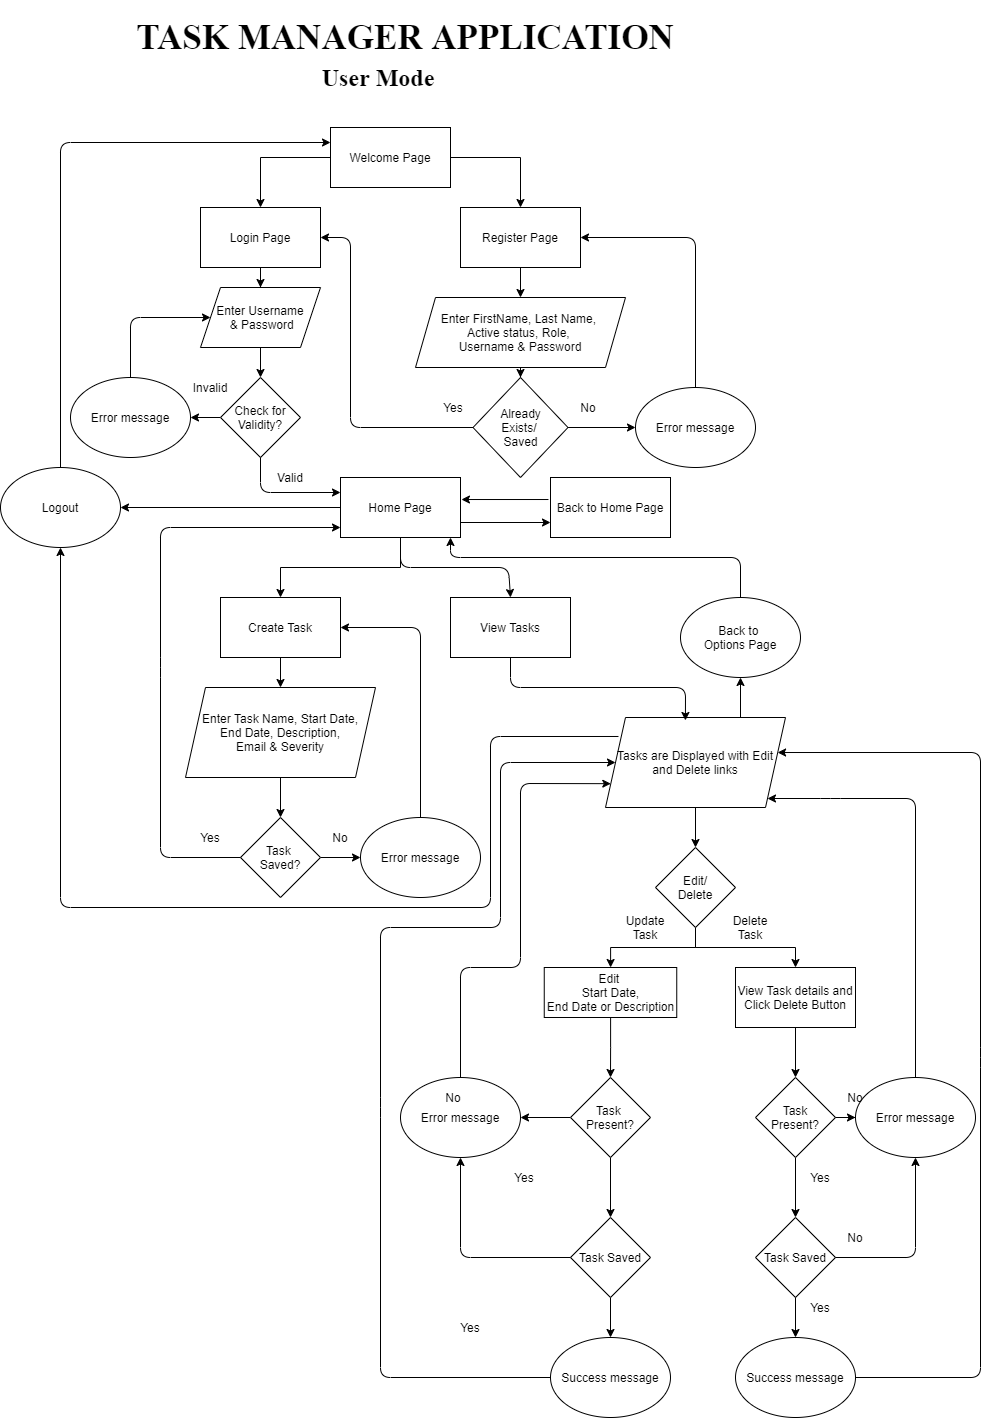 TASK MANAGER APPLICATION
User Mode
Welcome Page
Login Page
Register Page
Enter Username
& Password
Enter FirstName, Last Name,
Active status, Role,
Username & Password
Invalid
Yes
No
Error message
Check for
Validity?
Already
Exists/
Saved
Error message
Valid
Logout
Home Page
Back to Home Page
Create Task
View Tasks
Back to
Options Page
Enter Task Name, Start Date,
End Date, Description,
Email & Severity
Tasks are Displayed with Edit
and Delete links
Yes
No
Task
Saved?
Error message
Edit/
Delete
Update
Task
Delete
Task
Edit
Start Date,
End Date or Description
View Task details and
Click Delete Button
No
Error message
Task
Present?
Task
Present?
No
Error message
Yes
Yes
Task Saved
Task Saved
No
Yes
Yes
Success message
Success message